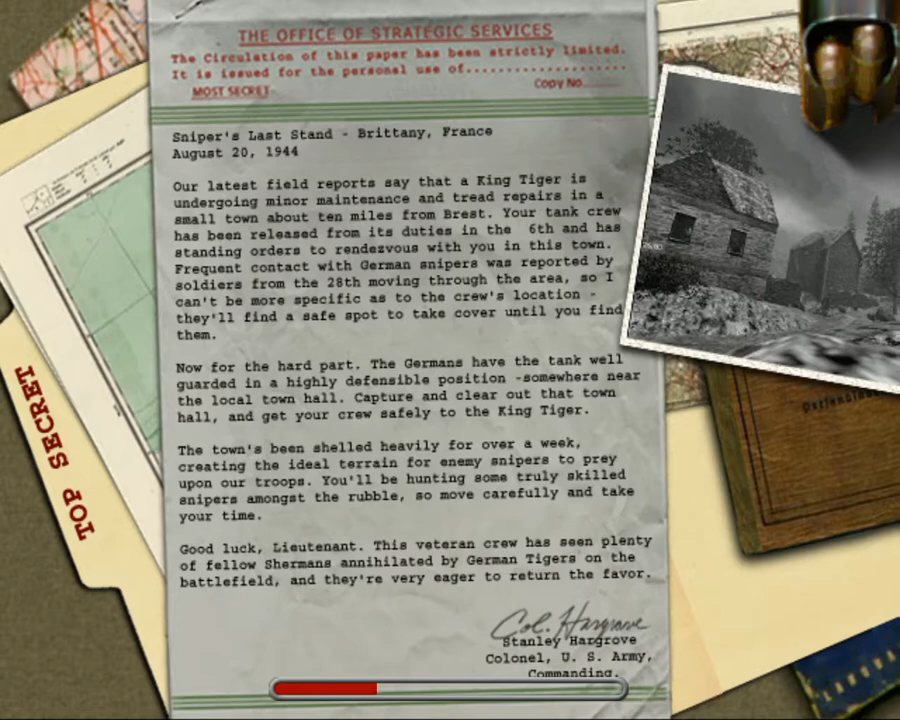 THE OFFICE OF STRATEGIC SERVICES
The Circulation of this paper has been strictly limited.
It is issued for the personal use of...................
MOST SECRET
Copy No.......
Sniper's Last Stand - Brittany, France
August 20, 1944
Our latest field reports say that a King Tiger is
undergoing minor maintenance and tread repairs in a
small town about ten miles from Brest. Your tank crew
has been released from its duties in the  6th and has
standing orders to rendezvous with you in this town.
Frequent contact with German snipers was reported by
soldiers from the 28th moving through the area, so I
can't be more specific as to the crew's location -
they'll find a safe spot to take cover until you find
them.
Now for the hard part. The Germans have the tank well
guarded in a highly defensible position -somewhere near
the local town hall. Capture and clear out that town
hall, and get your crew safely to the King Tiger.
The town's been shelled heavily for over a week,
creating the ideal terrain for enemy snipers to prey
upon our troops. You'll be hunting some truly skilled
snipers amongst the rubble, so move carefully and take
your time.
Good luck, Lieutenant. This veteran crew has seen plenty
of fellow Shermans annihilated by German Tigers on the
battlefield, and they're very eager to return the favor.
Col. Hargrove
Stanley Hargrove
Colonel, U. S. Army,
Commanding.
TOP SECRET